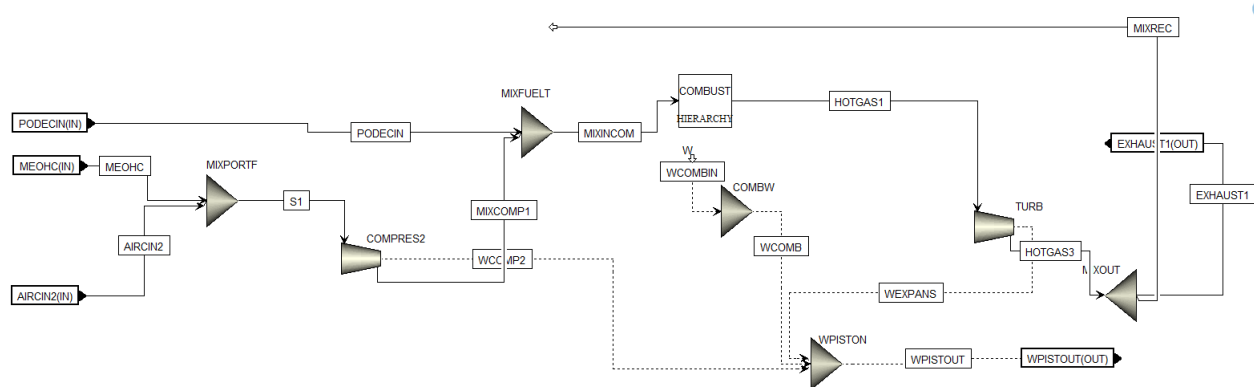 MIXREC
MIXFUELT
COMBUST
HIERARCHY
HOTGAS1
PODECIN(IN)
PODECIN
MIXINCOM
EXHAUST1(OUT)
MEOHC(IN)
MEOHC
MIXPORTF
W
WCOMBIN
COMBW
EXHAUST1
S1
MIXCOMP1
TURB
AIRCIN2
COMPRES2
WCOMB
HOTGAS3
WCOMP2
XOUT
AIRCIN2(IN)
WEXPANS
WPISTON
WPISTOUT
WPISTOUT(OUT)